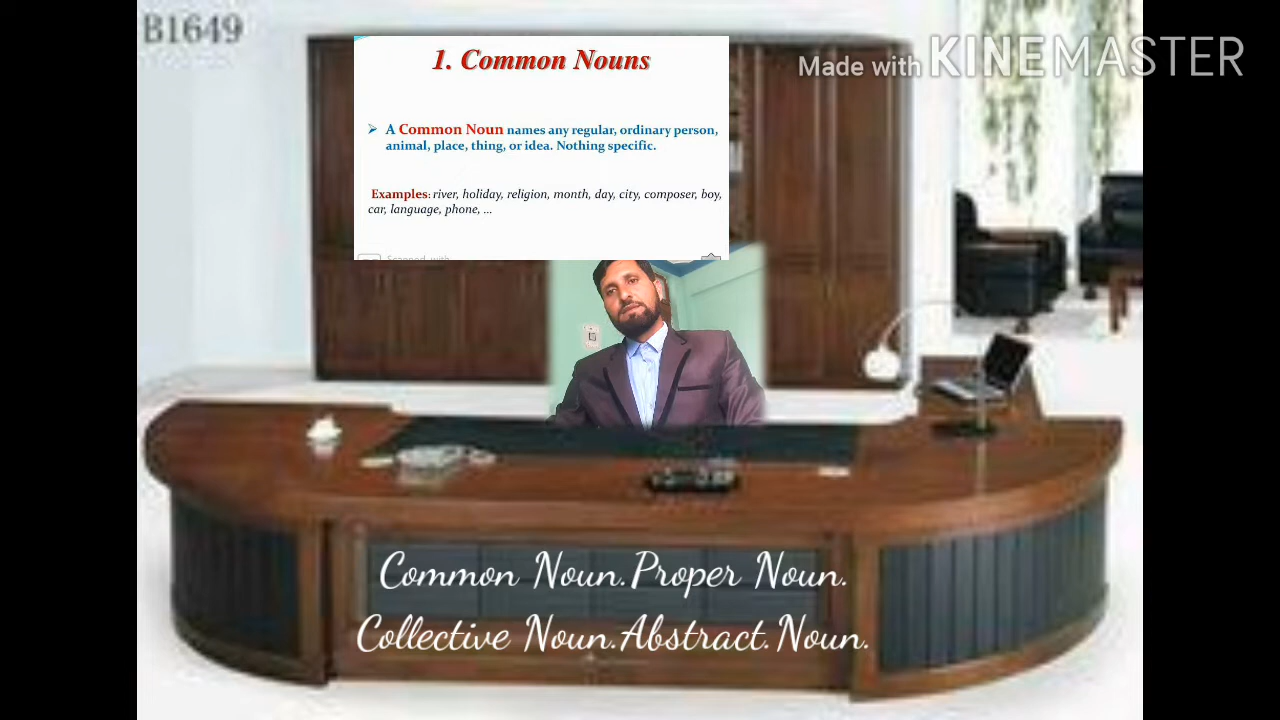 B1649
Made with KINEMASTER
1. Common Nouns
➢ A Common Noun names any regular, ordinary person,
animal, place, thing, or idea. Nothing specific.
Examples: river, holiday, religion, month, day, city, composer, boy,
car, language, phone, ...
Scanned with
Common Noun.Proper Noun.
Collective Noun.Abstract.Noun.